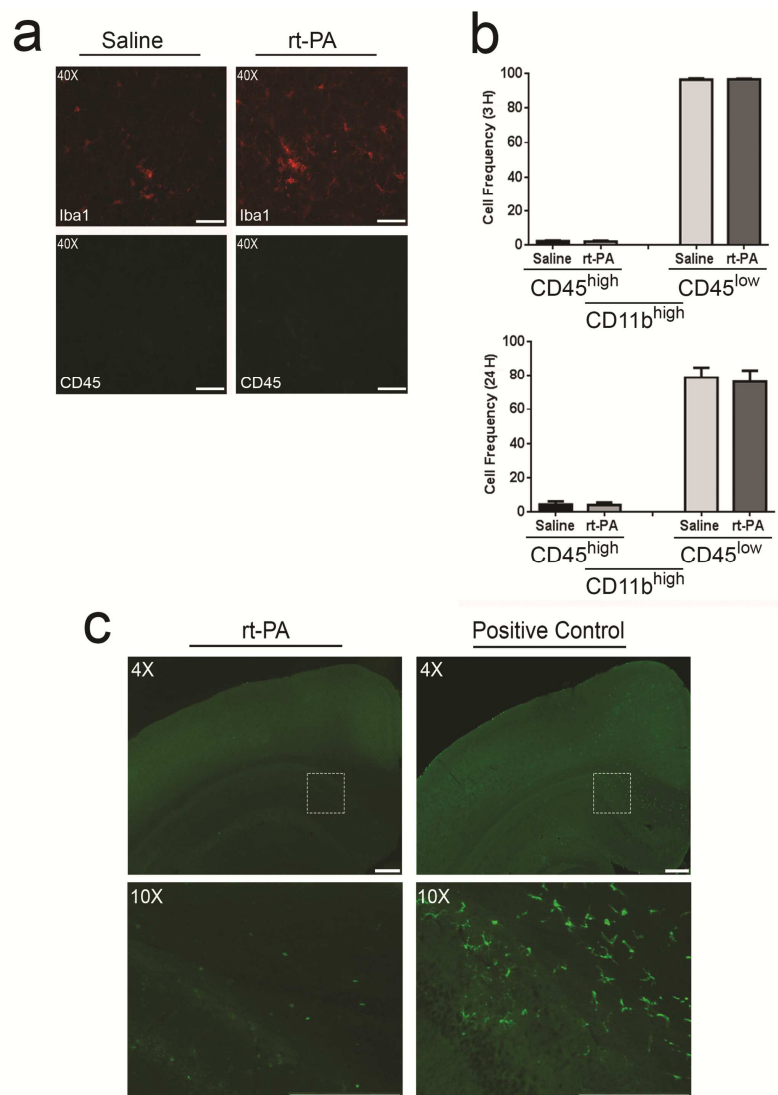 a
Saline rt-PA
40X 40X
Iba1 Iba1
40X 40X
CD45 CD45
b
Cell Frequency (3 H)
100
80
60
40
20
0
Saline rt-PA Saline rt-PA
CD45high CD45low
CD11bhigh
Cell Frequency (24 H)
100
80
60
40
20
0
Saline rt-PA Saline rt-PA
CD45high CD45low
CD11bhigh
c
rt-PA Positive Control
4X 4X
10X 10X